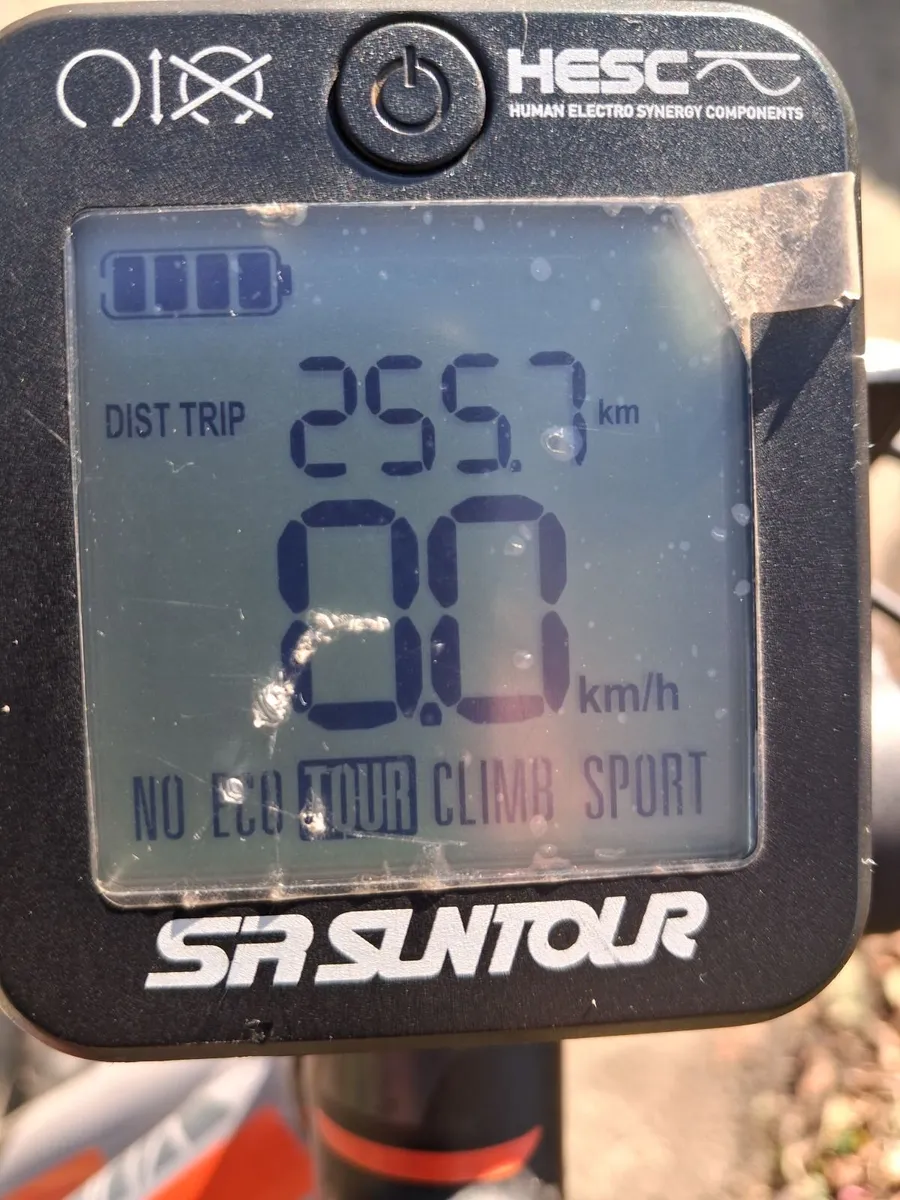 HESC
HUMAN ELECTRO SYNERGY COMPONENTS
DIST TRIP 255.7 km
0.0 km/h
NO ECO TOUR CLIMB SPORT
SR SUNTOUR